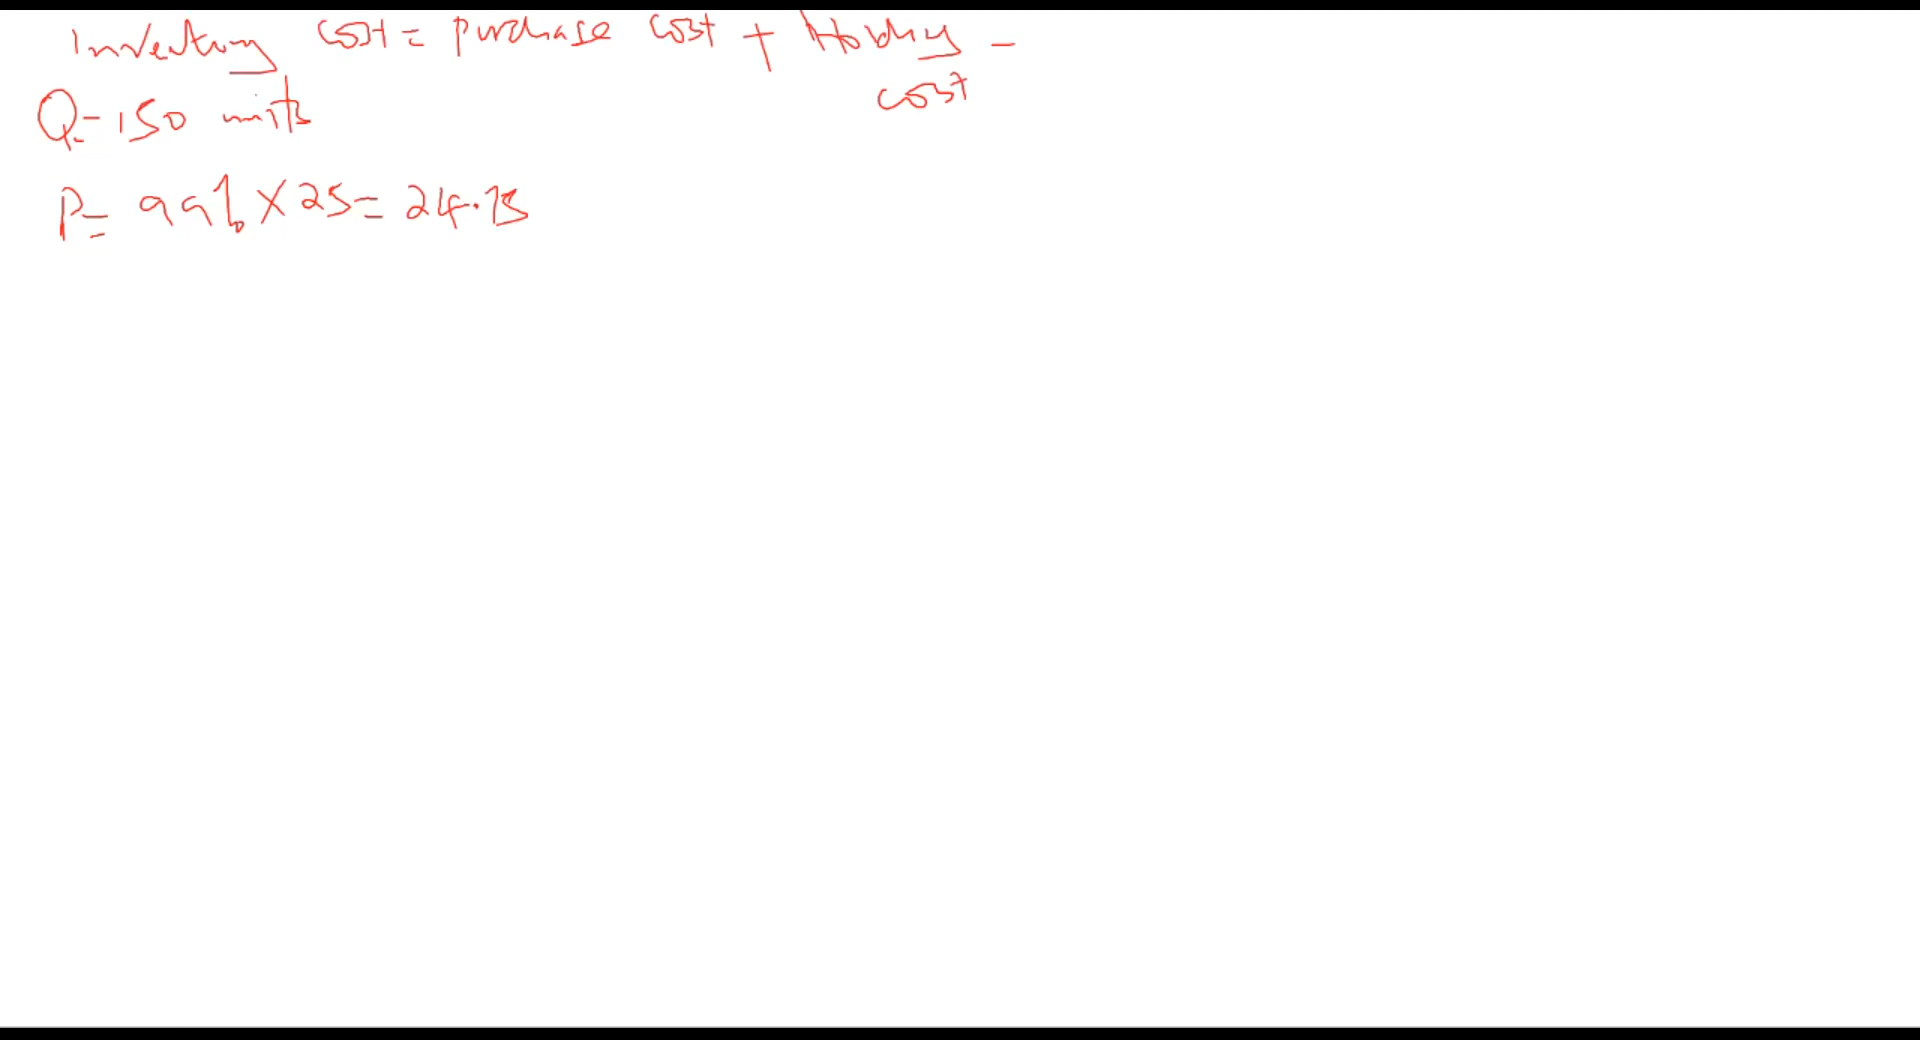 Inventory cost = purchase cost + Holding -
cost
Q = 150 units
P = 99% X 25 = 24.75